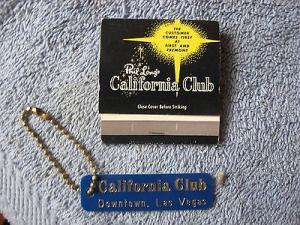 THE
CUSTOMER
COMES FIRST
AT
FIRST AND
FREMONT
Phil Long's
California Club
Close Cover Before Striking
California Club
Downtown, Las Vegas